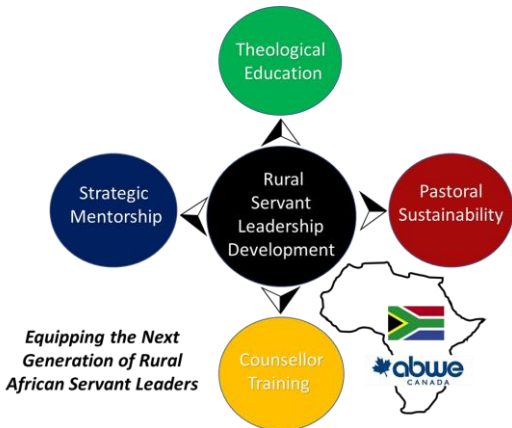 Theological
Education
Strategic
Mentorship
Rural
Servant
Leadership
Development
Pastoral
Sustainability
Equipping the Next
Generation of Rural
African Servant Leaders
Counsellor
Training
abwe
CANADA